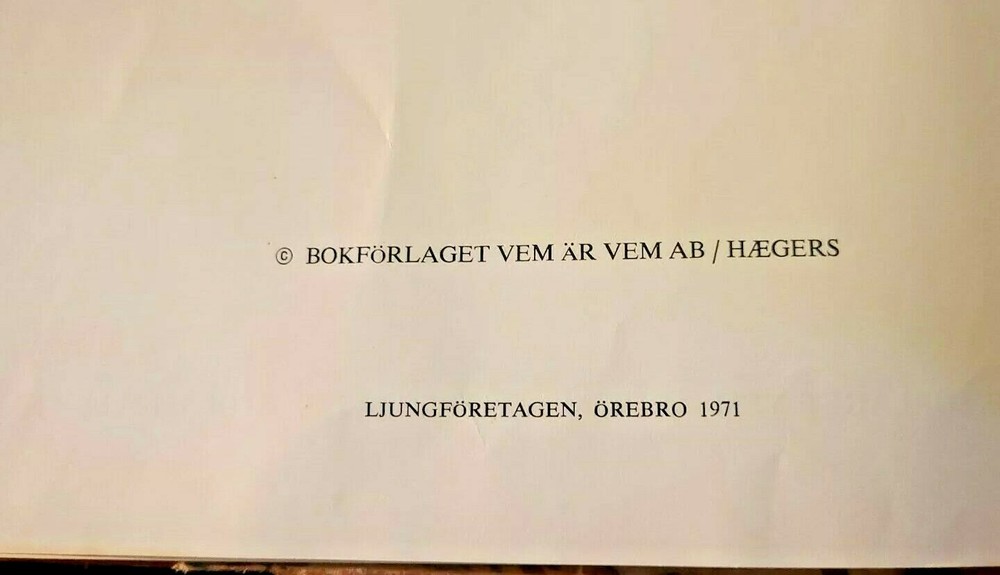 © BOKFÖRLAGET VEM ÄR VEM AB / HÆGERS
LJUNGFÖRETAGEN, ÖREBRO 1971